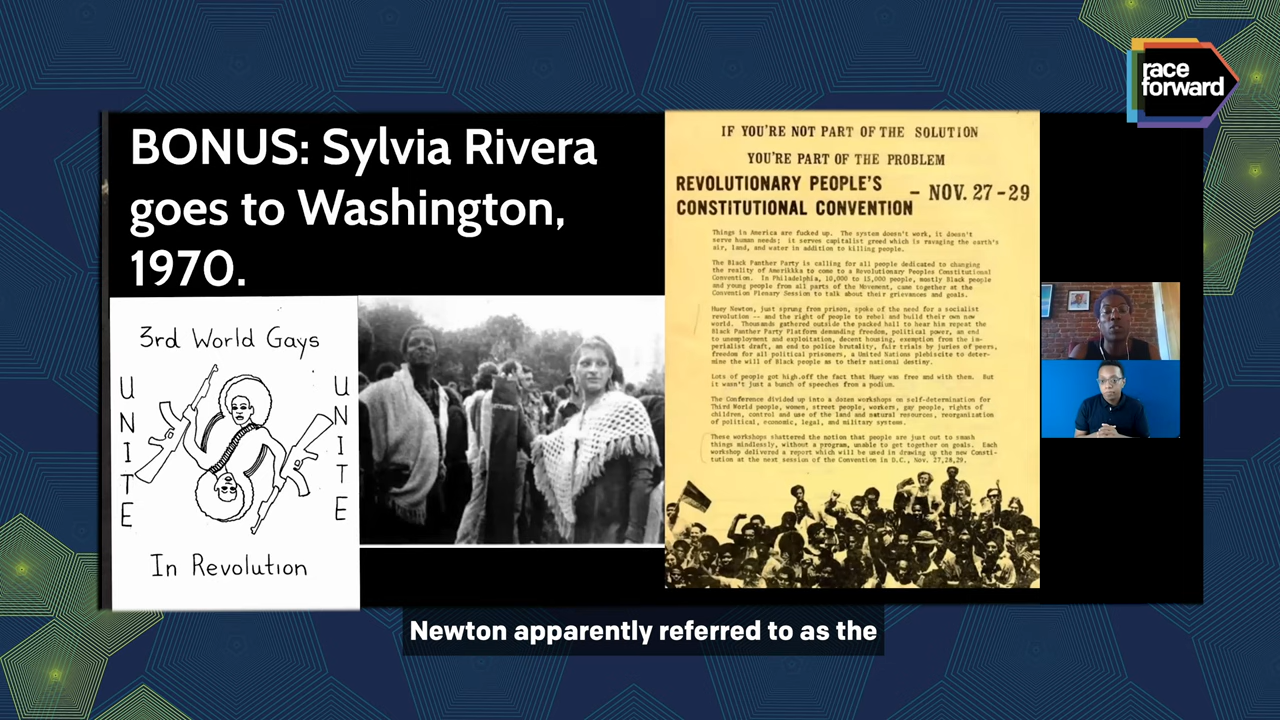 race
forward
BONUS: Sylvia Rivera
goes to Washington,
1970.
3rd World Gays
UNITE
UNITE
In Revolution
IF YOU'RE NOT PART OF THE SOLUTION
YOU'RE PART OF THE PROBLEM
REVOLUTIONARY PEOPLE'S
CONSTITUTIONAL CONVENTION
- NOV. 27-29
Things in America are fucked up. The system doesn't work, it doesn't
serve human needs; it serves capitalist greed which is ravaging the earth's
air, land, and water in addition to killing people.
The Black Panther Party is calling for all people dedicated to changing
the reality of Amerikkka to come to a Revolutionary Peoples Constitutional
Convention. In Philadelphia, 10,000 to 15,000 people, mostly Black people
and young people from all parts of the Movement, came together at the
Convention Plenary Session to talk about their grievances and goals.
Huey Newton, just sprung from prison, spoke of the need for a socialist
revolution -- and the right of people to rebel and build their own new
world. Thousands gathered outside the packed hall to hear him repeat the
Black Panther Party Platform demanding freedom, political power, an end
to unemployment and exploitation, decent housing, exemption from the im-
perialist draft, an end to police brutality, fair trials by juries of peers,
freedom for all political prisoners, a United Nations plebiscite to deter-
mine the will of Black people as to their national destiny.
Lots of people got high.off the fact that Huey was free and with them. But
it wasn't just a bunch of speeches from a podium.
The Conference divided up into a dozen workshops on self-determination for
Third World people, women, street people, workers, gay people, rights of
children, control and use of the land and natural resources, reorganization
of political, economic, legal, and military systems.
These workshops shattered the notion that people are just out to smash
things mindlessly, without a program, unable to get together on goals. Each
workshop delivered a report which will be used in drawing up the new Consti-
tution at the next session of the Convention in D.C., Nov. 27,28,29.
Newton apparently referred to as the